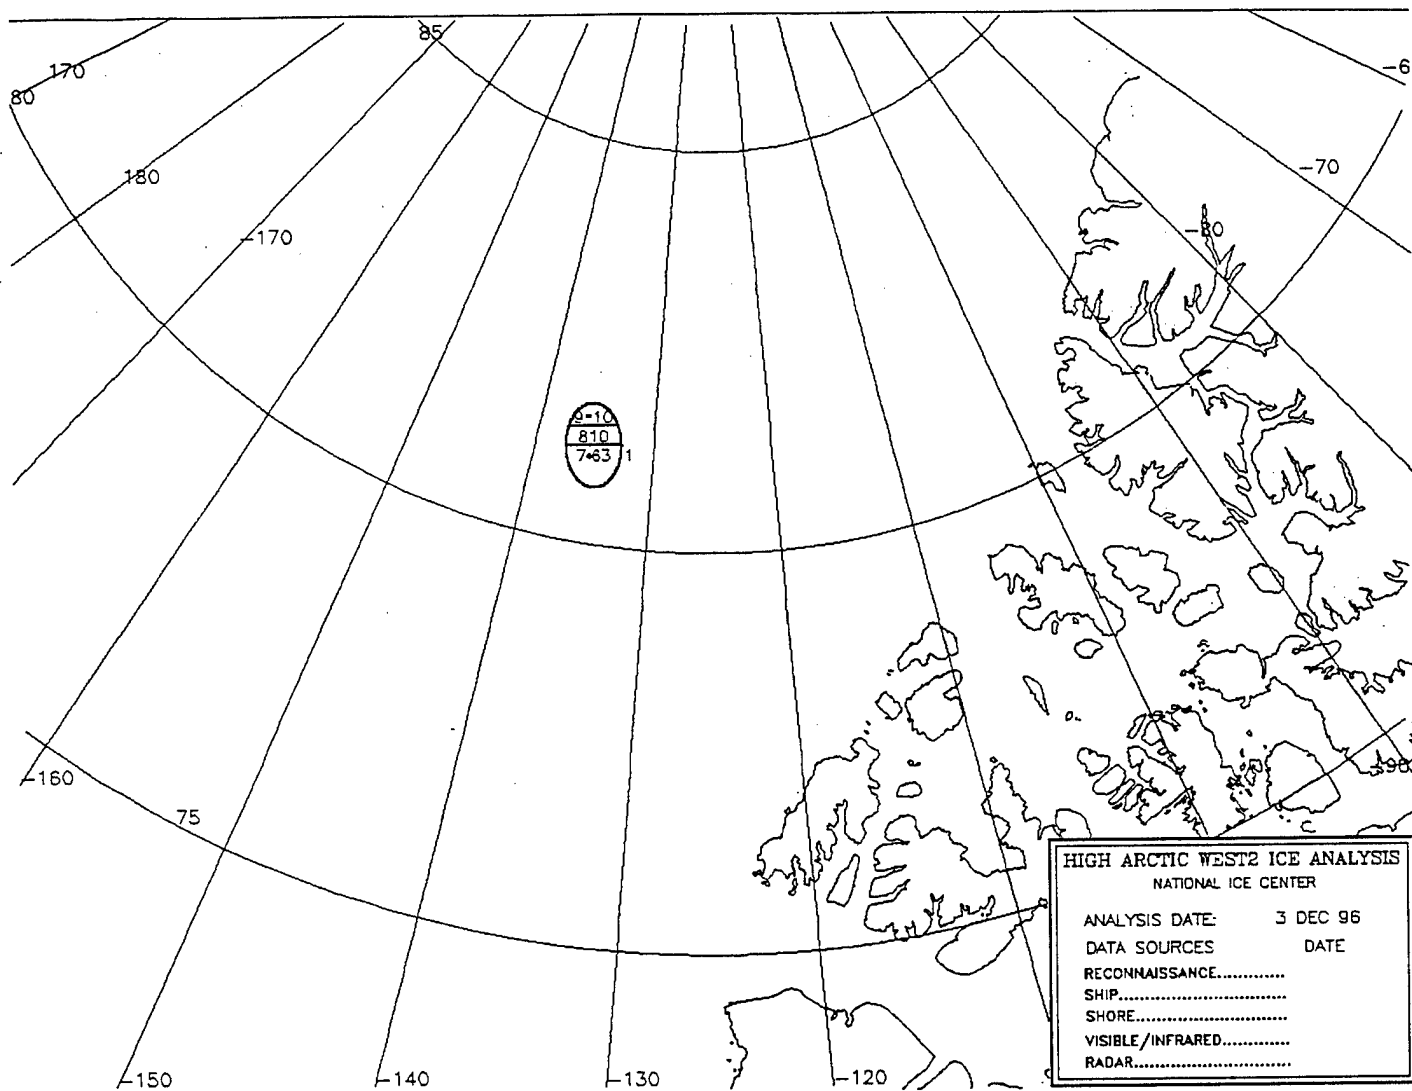 85
170
-6
80
180
-70
-170
-80
9-10
810
7•63 1
-160
75
-90
HIGH ARCTIC WEST2 ICE ANALYSIS
NATIONAL ICE CENTER
ANALYSIS DATE: 3 DEC 96
DATA SOURCES DATE
RECONNAISSANCE.............
SHIP...............................
SHORE............................
VISIBLE/INFRARED.............
RADAR............................
-150
-140
-130
-120